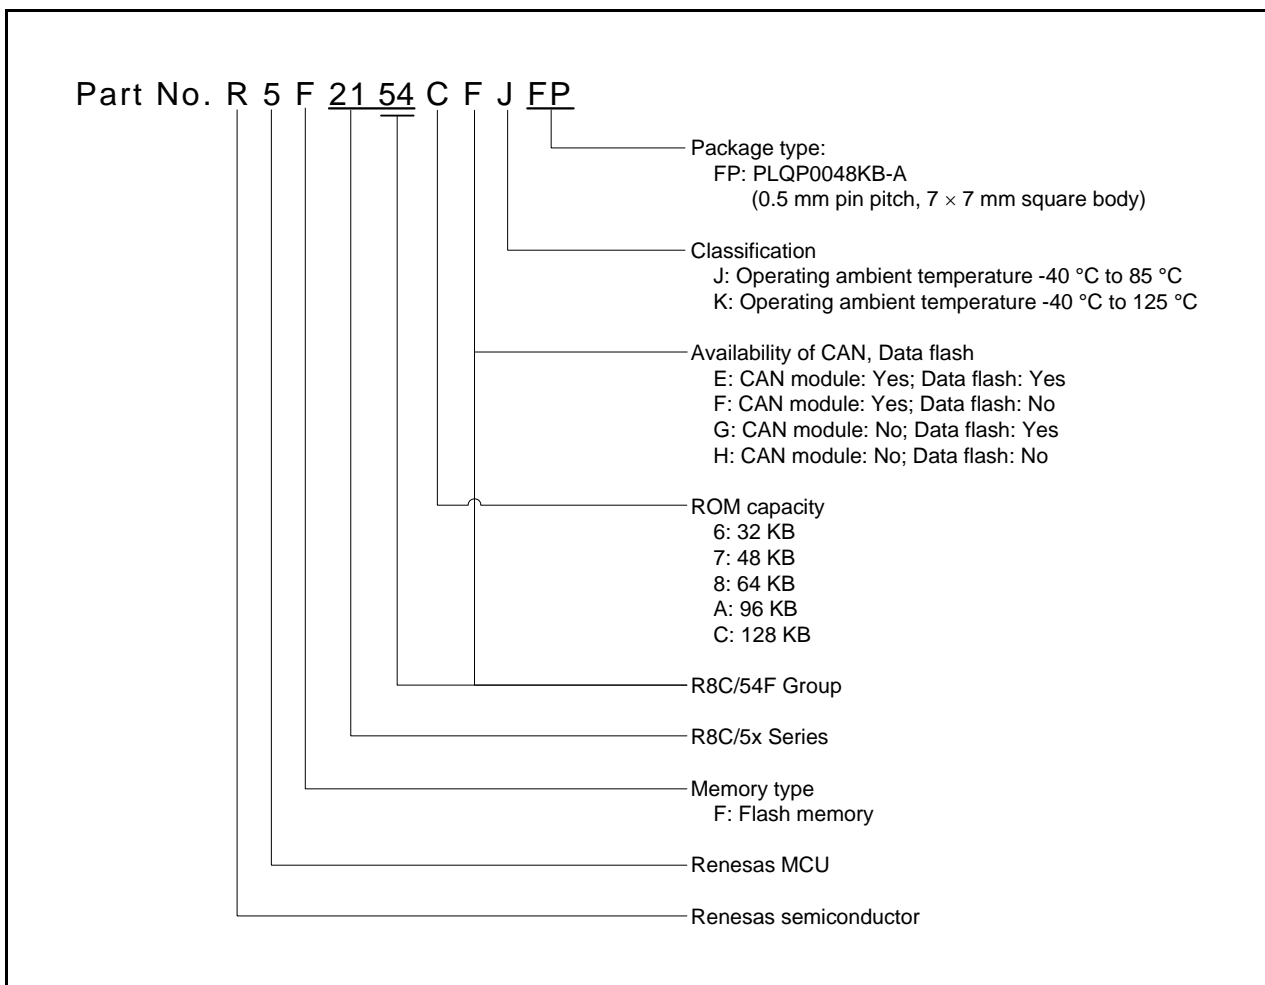 Part No. R 5 F 21 54 C F J FP
Package type:
FP: PLQP0048KB-A
(0.5 mm pin pitch, 7 × 7 mm square body)
Classification
J: Operating ambient temperature -40 °C to 85 °C
K: Operating ambient temperature -40 °C to 125 °C
Availability of CAN, Data flash
E: CAN module: Yes; Data flash: Yes
F: CAN module: Yes; Data flash: No
G: CAN module: No; Data flash: Yes
H: CAN module: No; Data flash: No
ROM capacity
6: 32 KB
7: 48 KB
8: 64 KB
A: 96 KB
C: 128 KB
R8C/54F Group
R8C/5x Series
Memory type
F: Flash memory
Renesas MCU
Renesas semiconductor